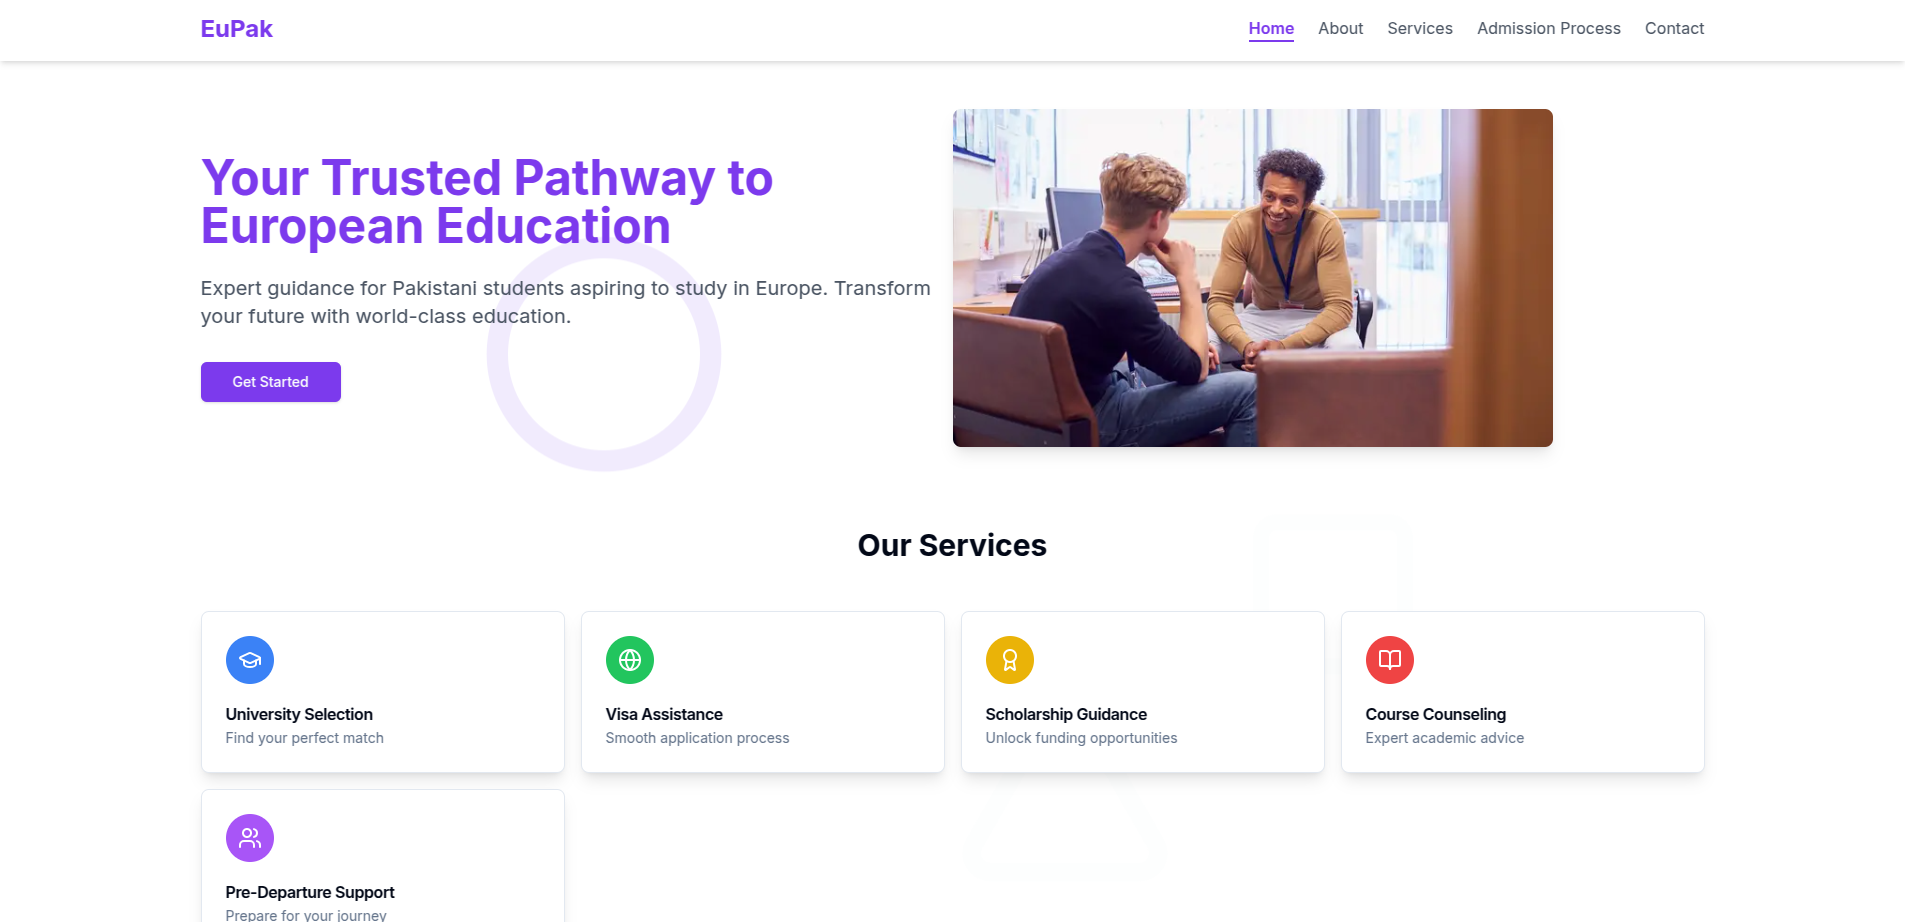 EuPak
Home
About
Services
Admission Process
Contact
Your Trusted Pathway to
European Education
Expert guidance for Pakistani students aspiring to study in Europe. Transform
your future with world-class education.
Get Started
Our Services
University Selection
Find your perfect match
Visa Assistance
Smooth application process
Scholarship Guidance
Unlock funding opportunities
Course Counseling
Expert academic advice
Pre-Departure Support
Prepare for your journey